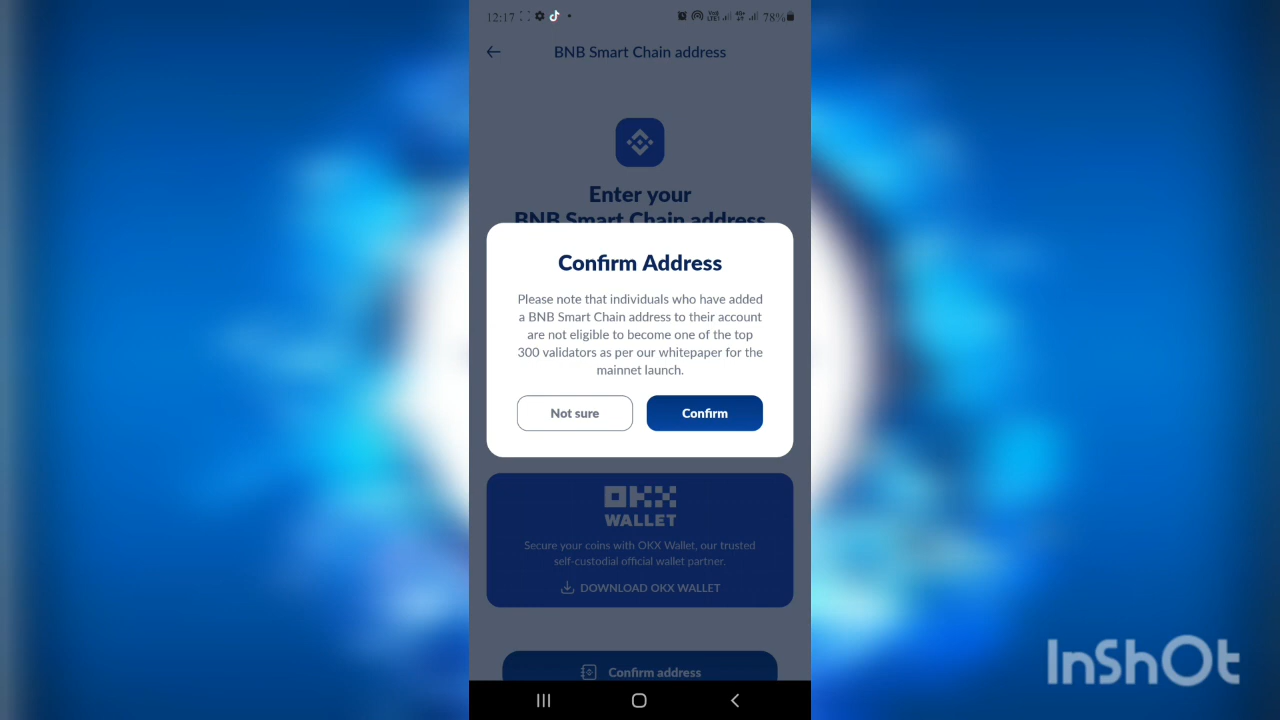 12:17
78%
BNB Smart Chain address
Enter your
BNB Smart Chain address
Confirm Address
Please note that individuals who have added
a BNB Smart Chain address to their account
are not eligible to become one of the top
300 validators as per our whitepaper for the
mainnet launch.
Not sure
Confirm
OKX
WALLET
Secure your coins with OKX Wallet, our trusted
self-custodial official wallet partner.
DOWNLOAD OKX WALLET
Confirm address
InShOt